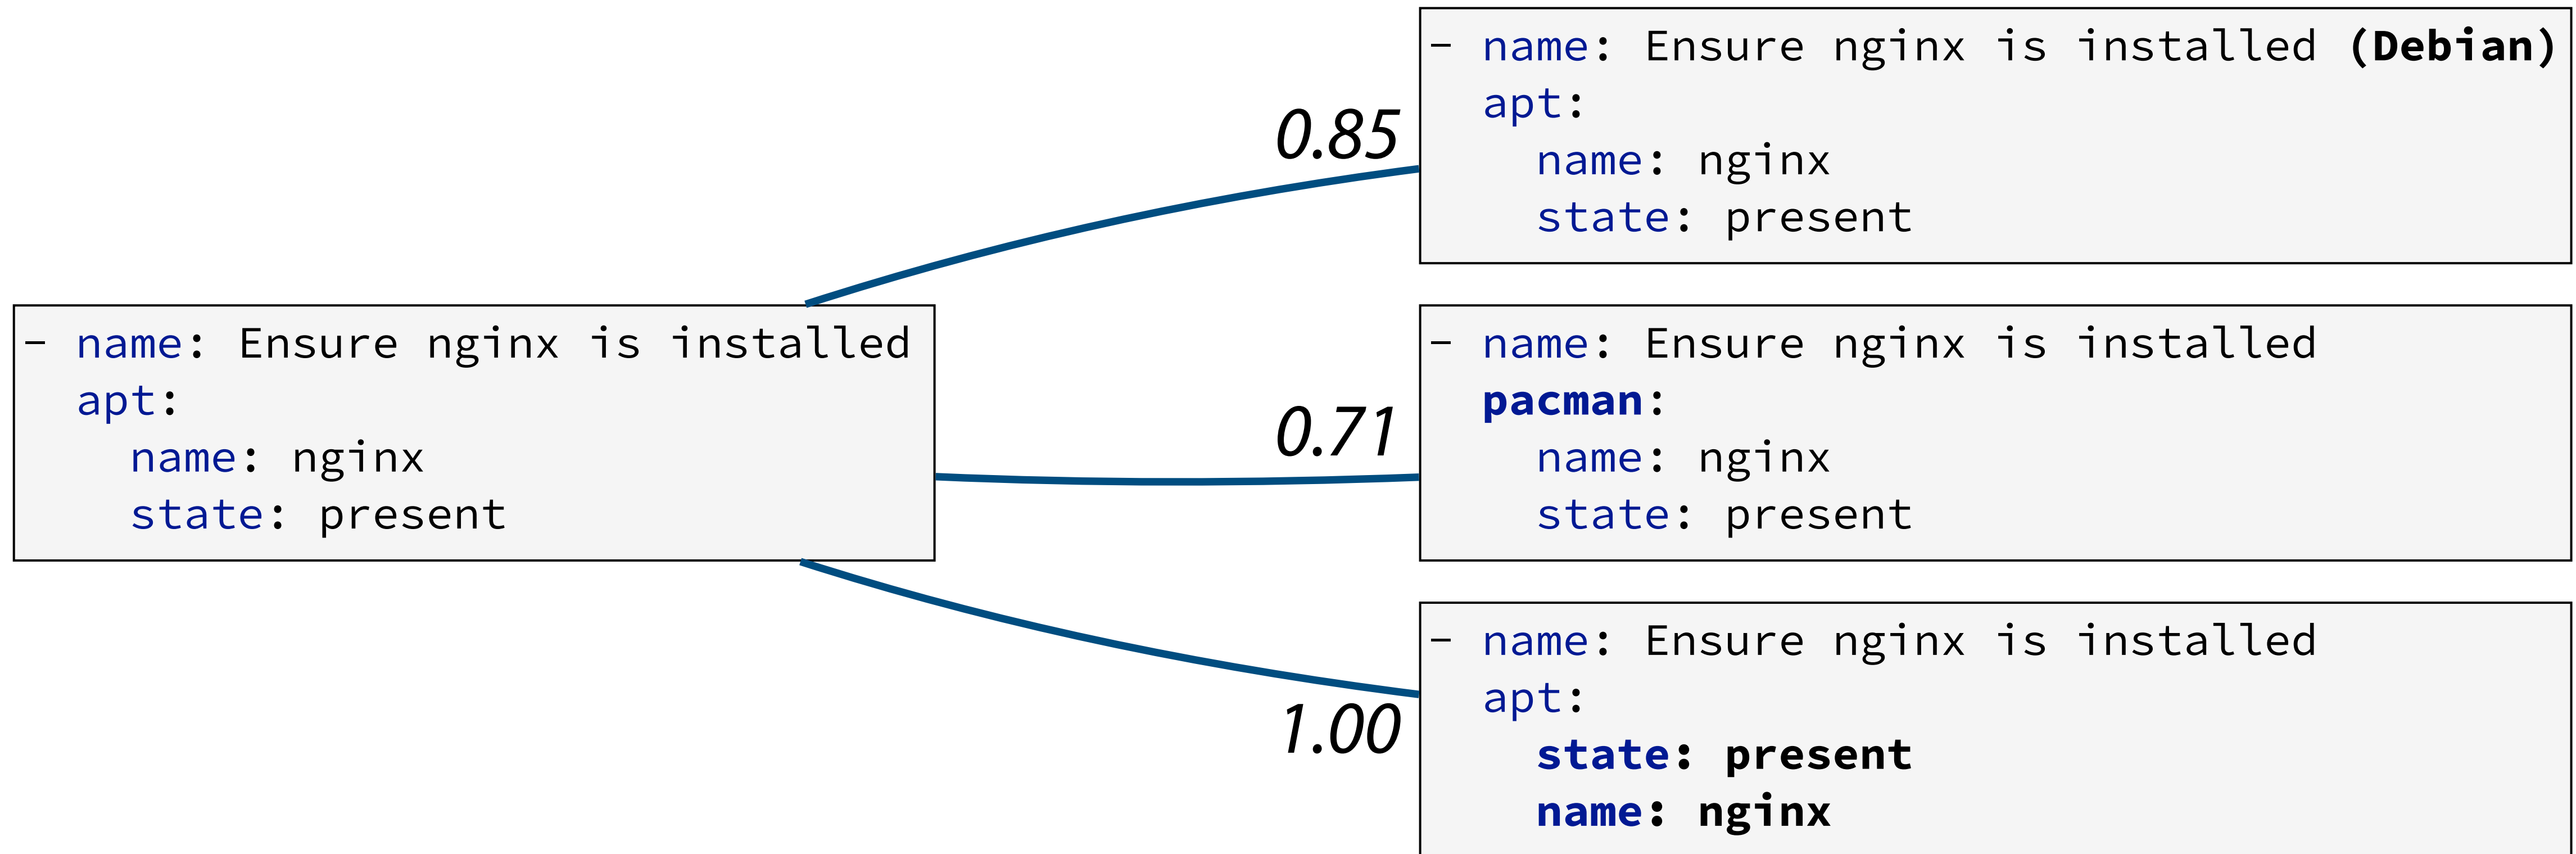 - name: Ensure nginx is installed
  apt:
    name: nginx
    state: present
0.85
- name: Ensure nginx is installed (Debian)
  apt:
    name: nginx
    state: present
0.71
- name: Ensure nginx is installed
  pacman:
    name: nginx
    state: present
1.00
- name: Ensure nginx is installed
  apt:
    state: present
    name: nginx